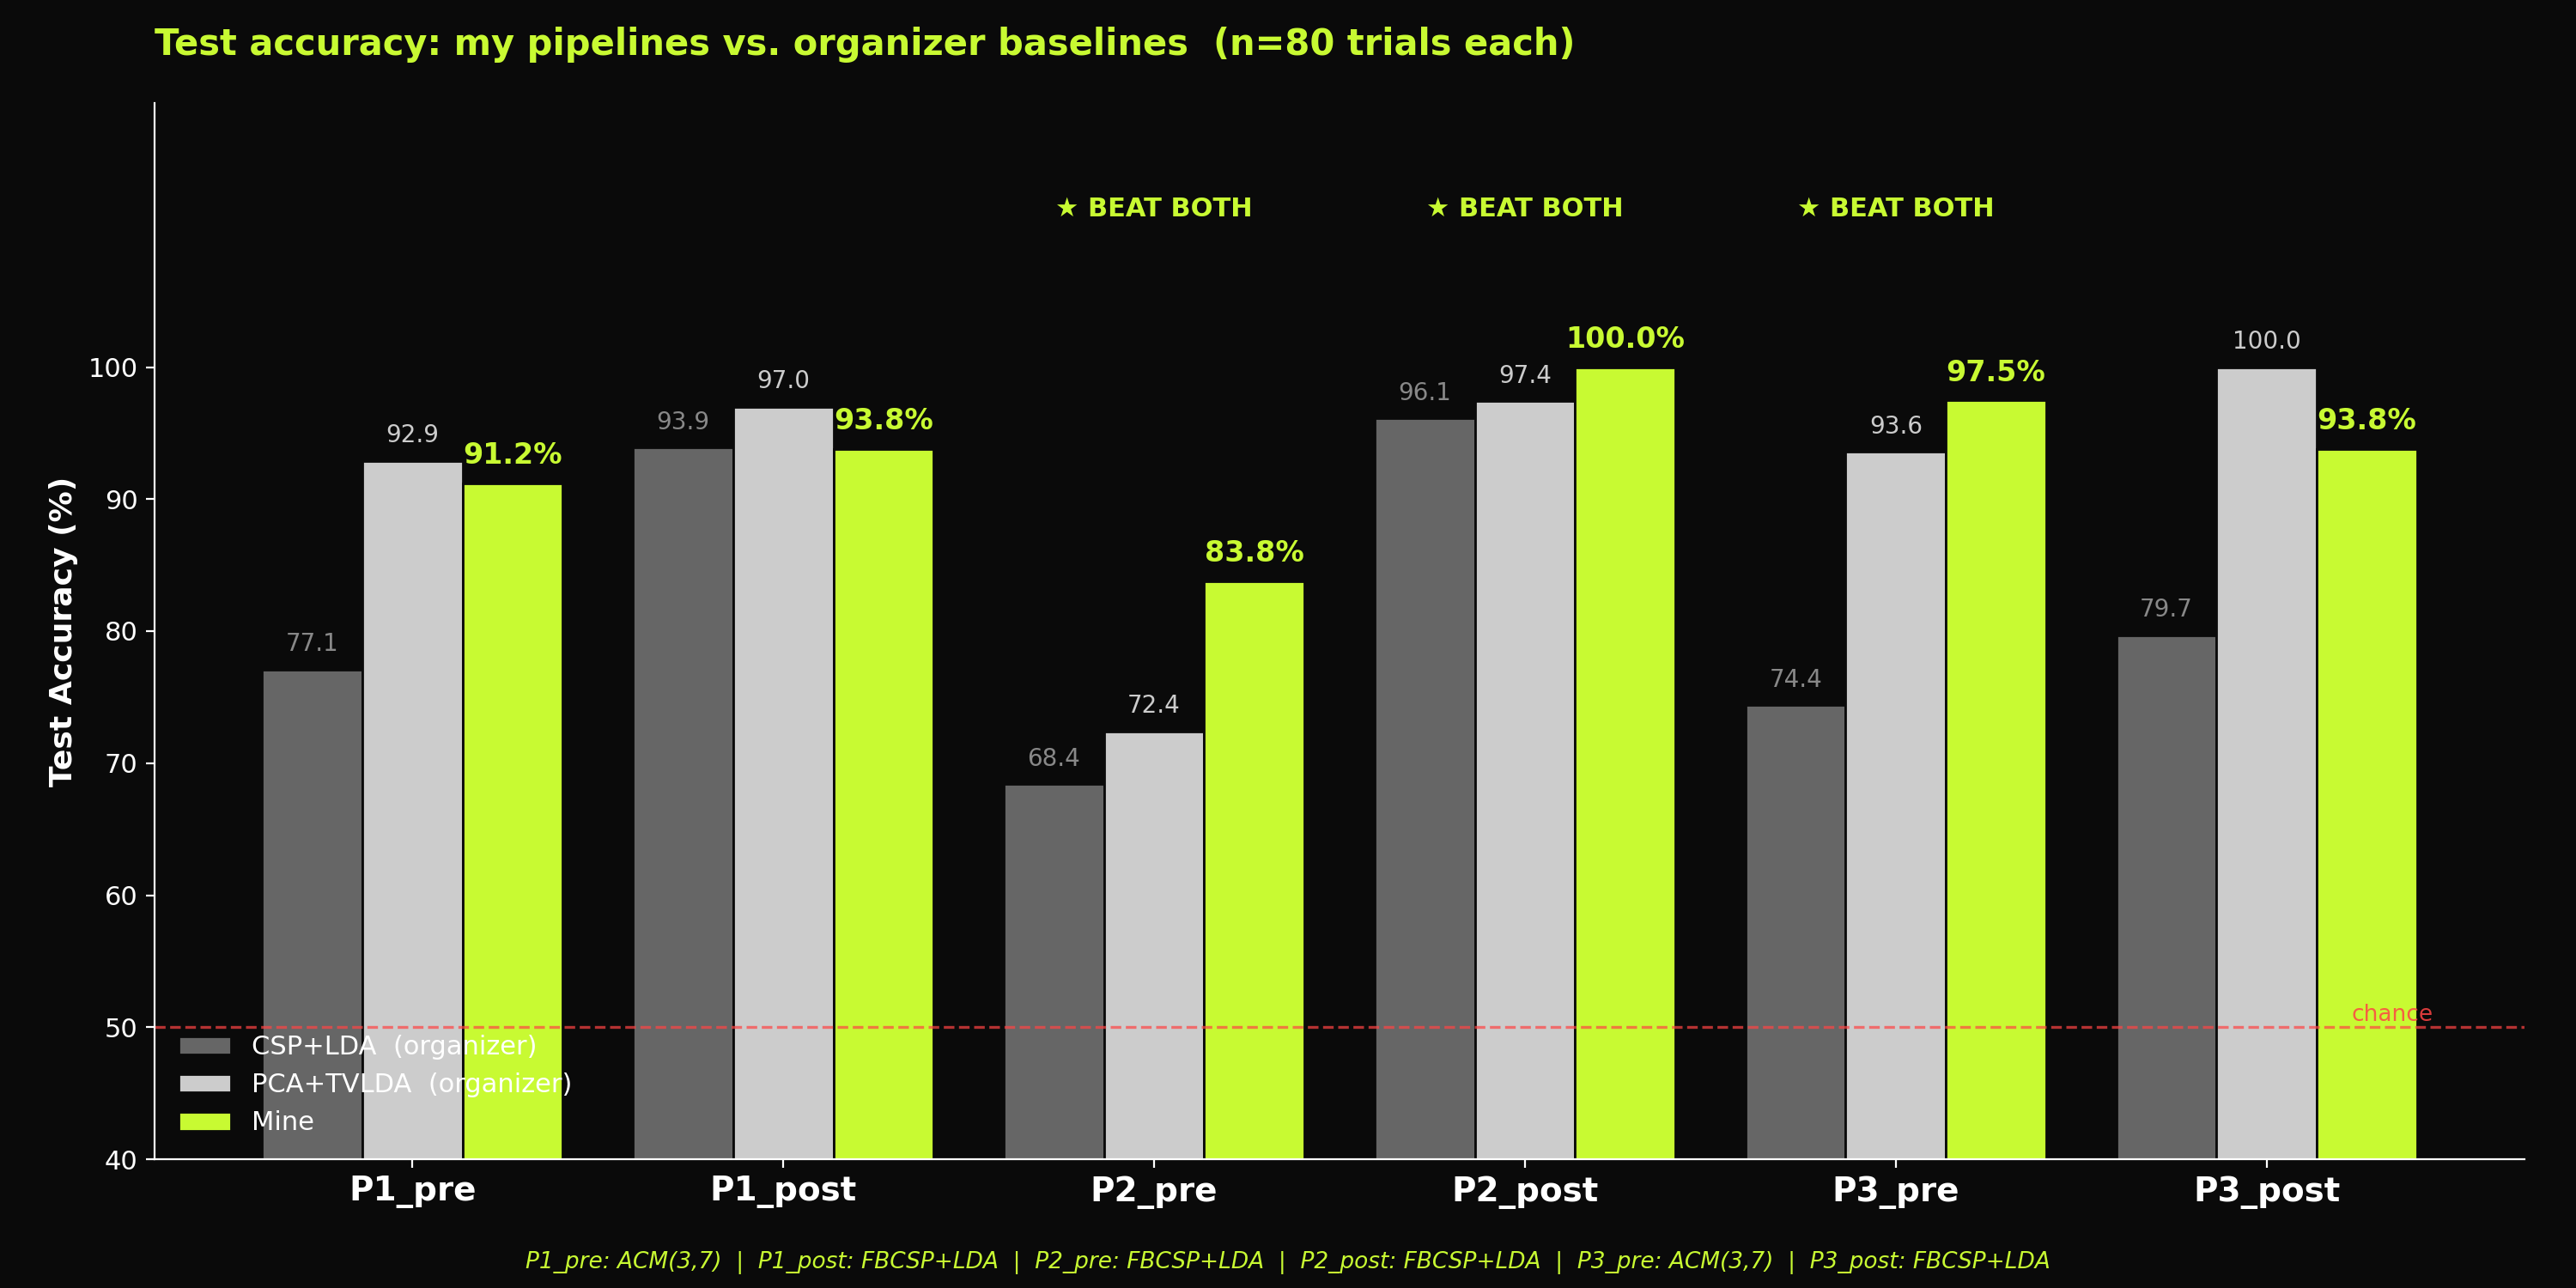 Test accuracy: my pipelines vs. organizer baselines (n=80 trials each)
★ BEAT BOTH
★ BEAT BOTH
★ BEAT BOTH
Test Accuracy (%)
100
90
80
70
60
50
40
77.1
92.9
91.2%
93.9
97.0
93.8%
68.4
72.4
83.8%
96.1
97.4
100.0%
74.4
93.6
97.5%
79.7
100.0
93.8%
chance
CSP+LDA (organizer)
PCA+TVLDA (organizer)
Mine
P1_pre
P1_post
P2_pre
P2_post
P3_pre
P3_post
P1_pre: ACM(3,7) | P1_post: FBCSP+LDA | P2_pre: FBCSP+LDA | P2_post: FBCSP+LDA | P3_pre: ACM(3,7) | P3_post: FBCSP+LDA